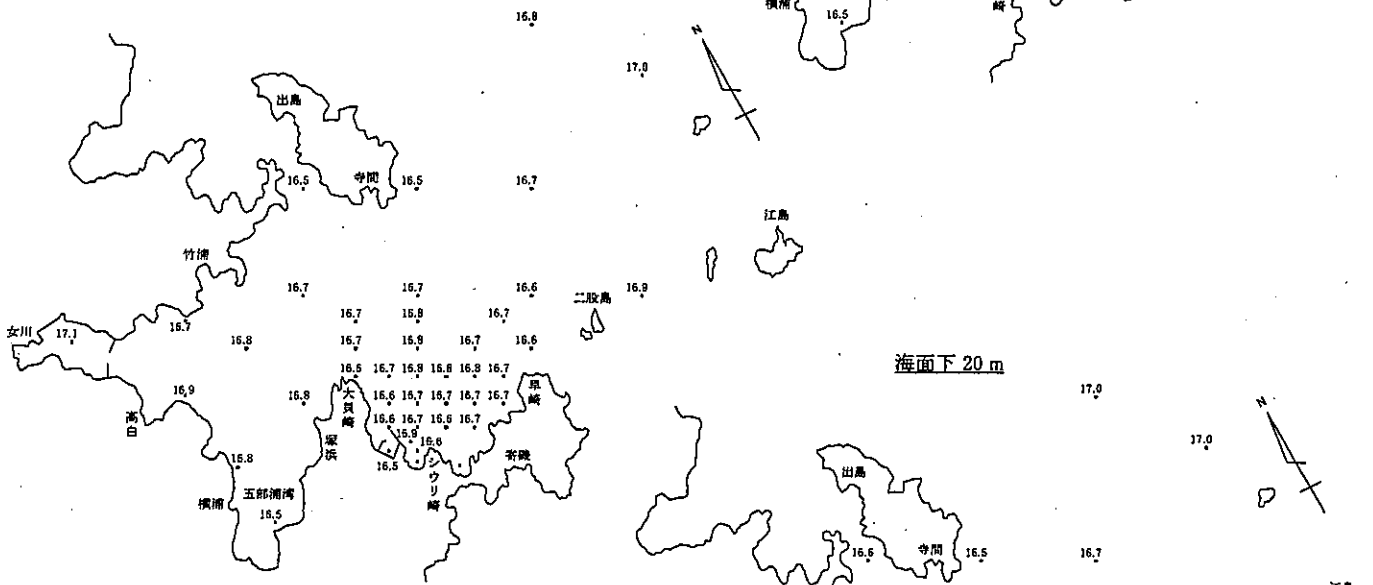 16.8
横浦 16.5 崎
N
17.0
出島
寺間
16.5 16.5 16.7
江島
竹浦
16.7 16.7 16.6 二股島 16.9
16.7 16.8 16.7
女川 17.1 16.7
16.8 16.7 16.8 16.7 16.6
海面下 20 m
16.7 16.8 16.8 16.7
16.9 16.8 大貝崎 16.6 16.7 16.7 16.7 16.7 早崎 17.0
高白 塚浜 16.6 16.7 16.6 16.7
N
16.9 16.6
17.0
16.8 16.5 シウリ崎 寄磯
出島
横浦 五部浦湾
16.5
寺間
16.6 16.5 16.7